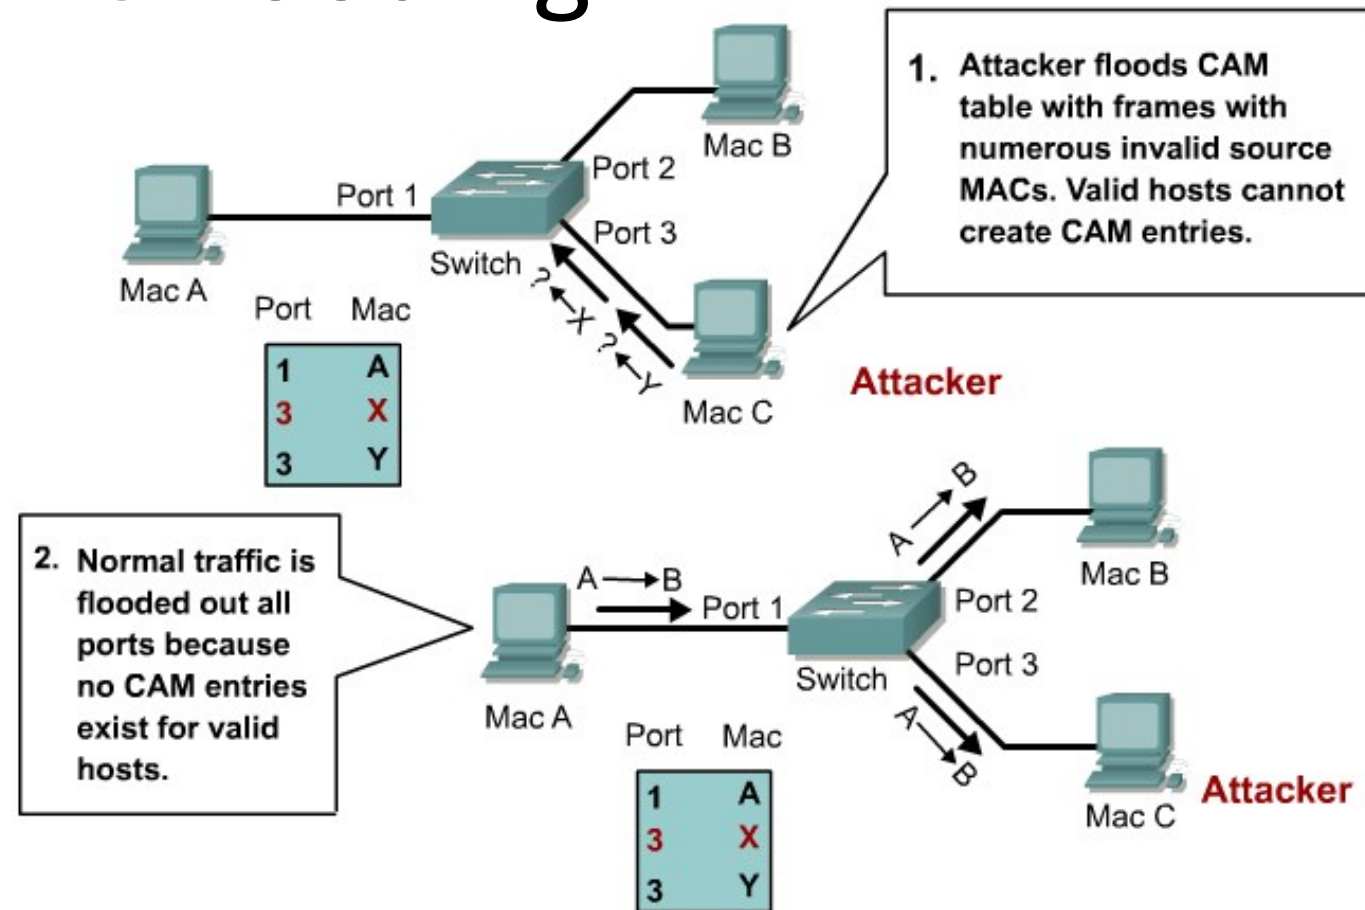 Mac B
Port 2
Port 1
Port 3
Switch
Mac A
? ← X
? ← Y
Mac C
Attacker
1. Attacker floods CAM
table with frames with
numerous invalid source
MACs. Valid hosts cannot
create CAM entries.
Port Mac
1 A
3 X
3 Y
2. Normal traffic is
flooded out all
ports because
no CAM entries
exist for valid
hosts.
A → B
Port 1
A → B
Mac B
Port 2
Port 3
Switch
A → B
Mac A
Mac C
Attacker
Port Mac
1 A
3 X
3 Y